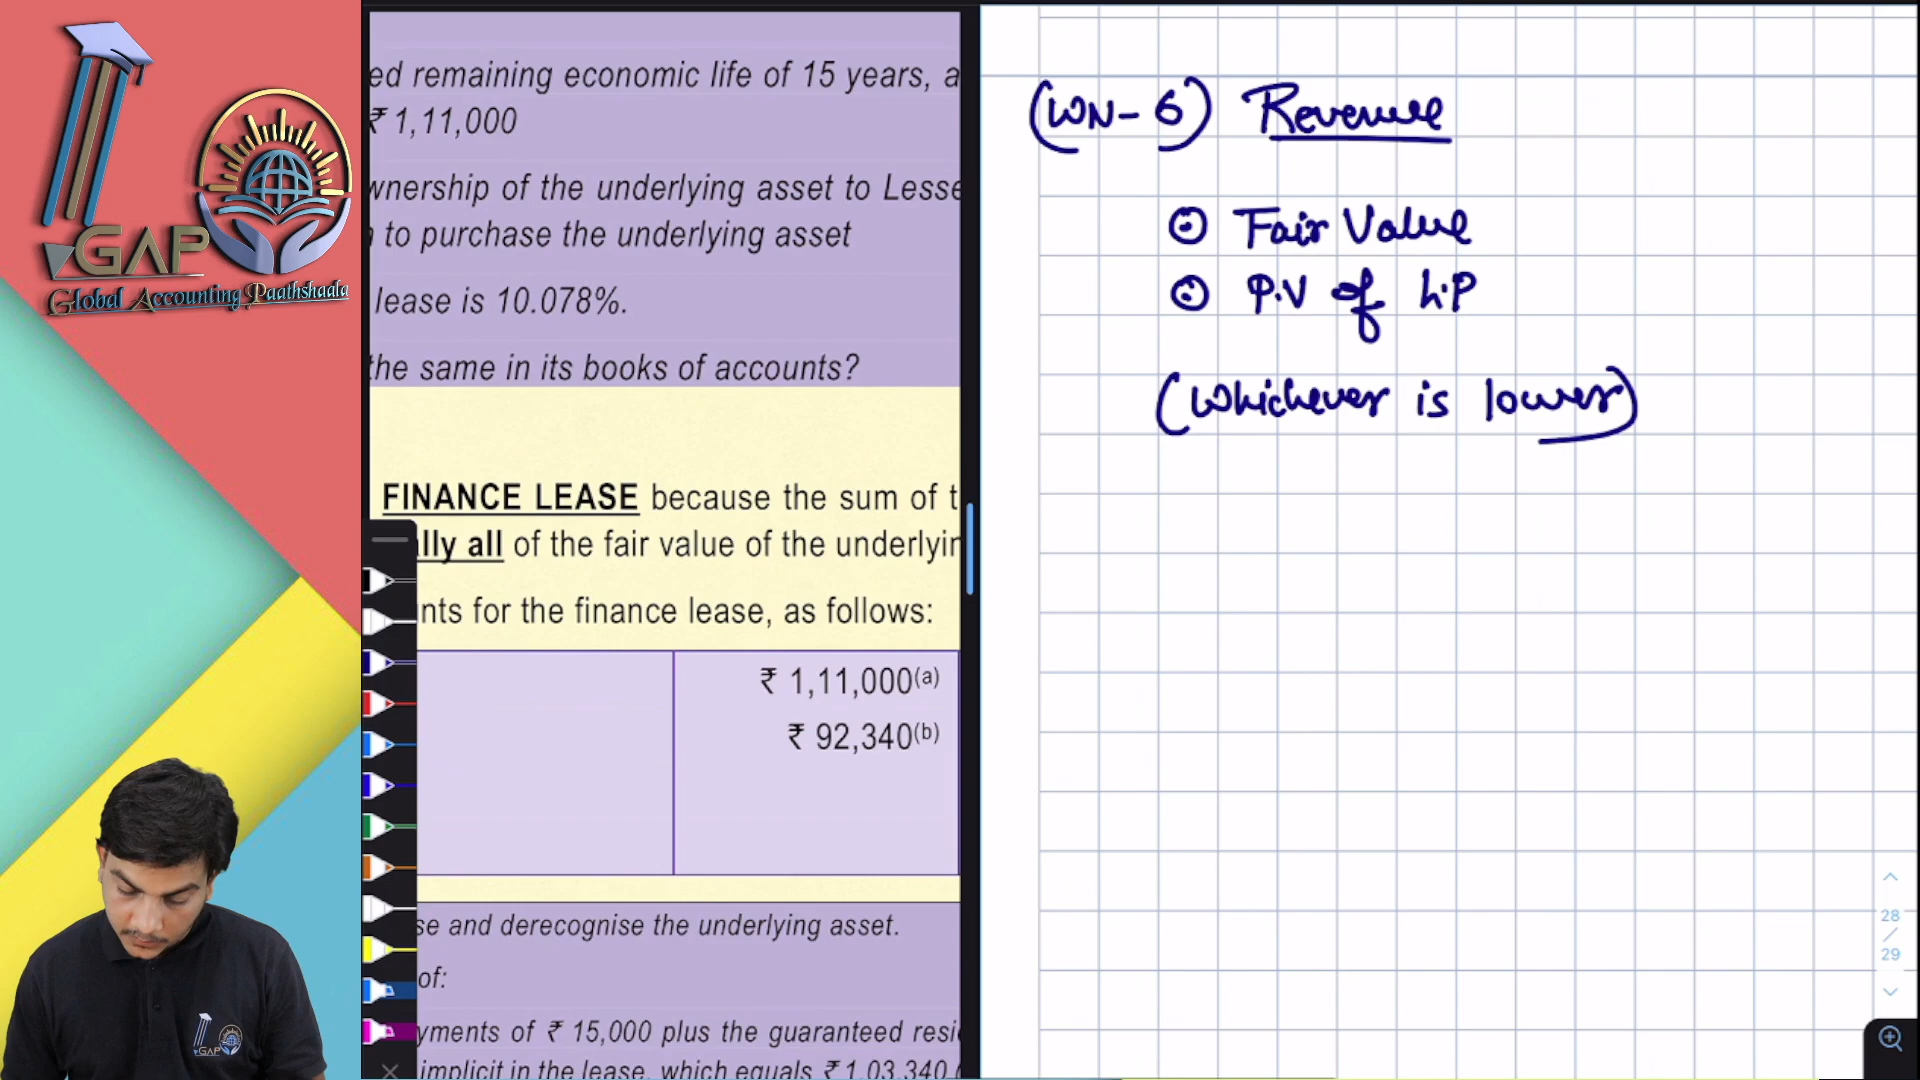 GAP
Global Accounting Paathshaala
ed remaining economic life of 15 years, a
₹ 1,11,000
wnership of the underlying asset to Lesse
to purchase the underlying asset
lease is 10.078%.
the same in its books of accounts?
FINANCE LEASE because the sum of t
lly all of the fair value of the underlyin
nts for the finance lease, as follows:
₹ 1,11,000(a)
₹ 92,340(b)
se and derecognise the underlying asset.
of:
yments of ₹ 15,000 plus the guaranteed resi
implicit in the lease, which equals ₹ 1,03,340
(WN-6) Revenue
Fair Value
P.V of L.P
(Whichever is lower)
28
/
29
GAP